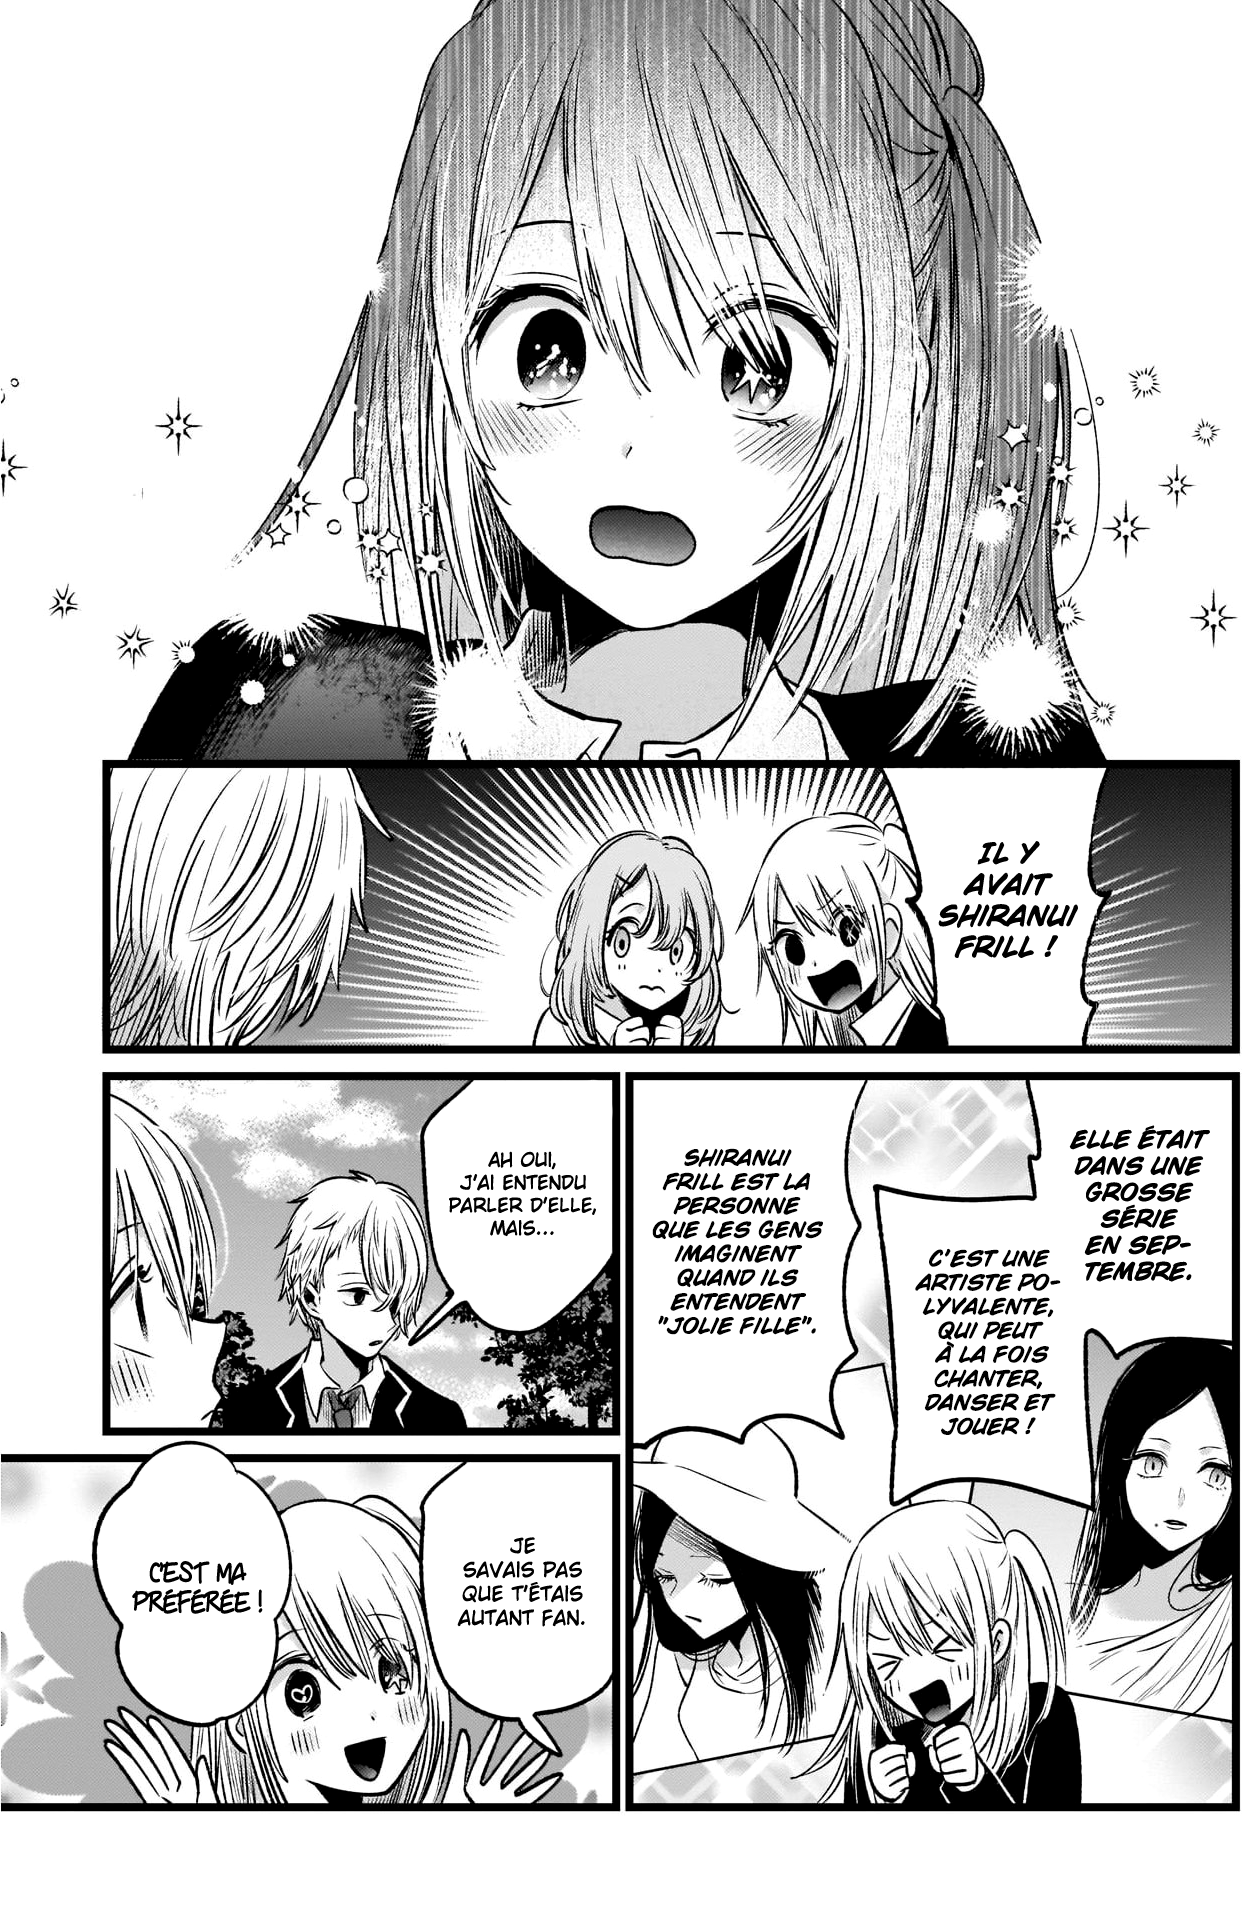 IL Y
AVAIT
SHIRANUI
FRILL !
ELLE ÉTAIT
DANS UNE
GROSSE
SÉRIE
EN SEP-
TEMBRE.
C'EST UNE
ARTISTE PO-
LYVALENTE,
QUI PEUT
À LA FOIS
CHANTER,
DANSER ET
JOUER !
SHIRANUI
FRILL EST LA
PERSONNE
QUE LES GENS
IMAGINENT
QUAND ILS
ENTENDENT
"JOLIE FILLE".
AH OUI,
J'AI ENTENDU
PARLER D'ELLE,
MAIS...
JE
SAVAIS PAS
QUE T'ÉTAIS
AUTANT FAN.
C'EST MA
PRÉFÉRÉE !